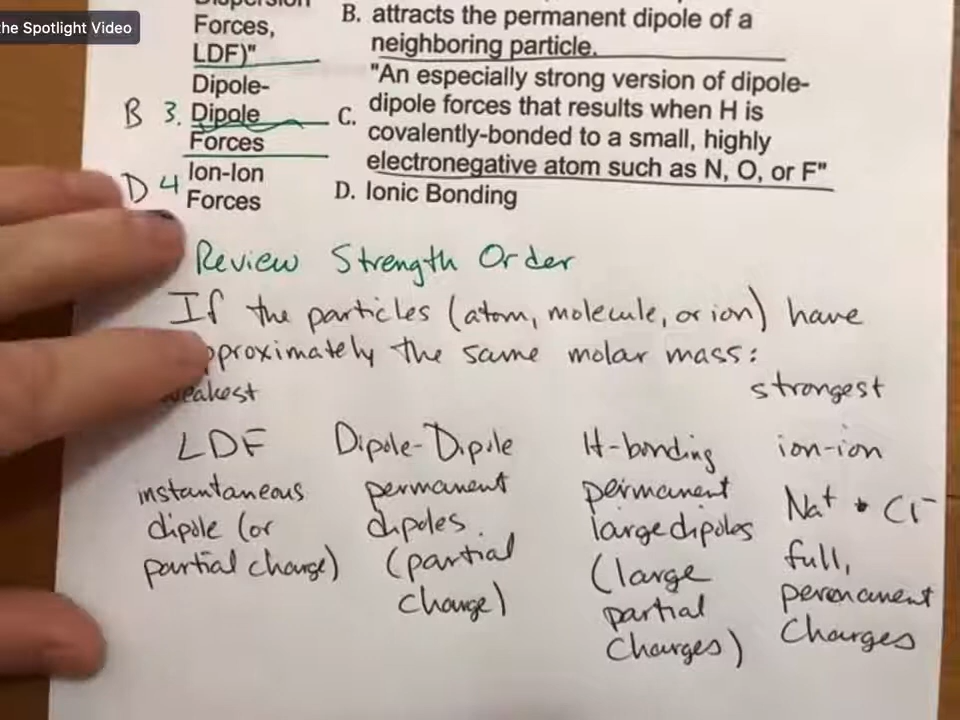 the Spotlight Video
Dispersion
Forces,
LDF)"
B. attracts the permanent dipole of a
neighboring particle.
Dipole-
B 3. Dipole
Forces
C. "An especially strong version of dipole-
dipole forces that results when H is
covalently-bonded to a small, highly
electronegative atom such as N, O, or F"
D 4 Ion-Ion
Forces
D. Ionic Bonding
Review Strength Order
If the particles (atom, molecule, or ion) have
pproximately the same molar mass:
weakest strongest
LDF Dipole-Dipole H-bonding ion-ion
instantaneous
dipole (or
partial charge)
permanent
dipoles.
(partial
charge)
permanent
large dipoles
(large
partial
charges)
Na+ • Cl-
full,
permanent
Charges